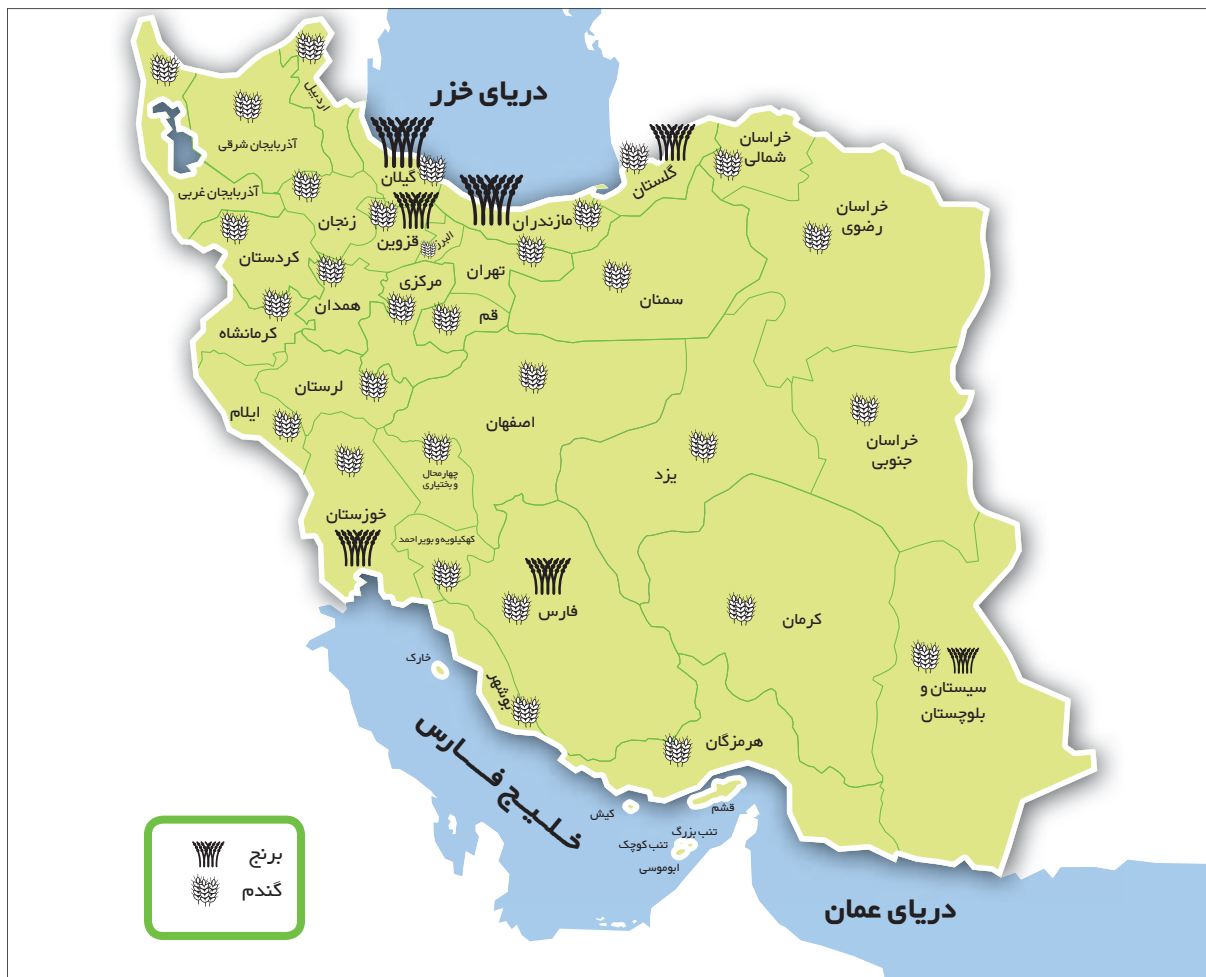 دریای خزر
اردبیل
آذربایجان شرقی
آذربایجان غربی
گیلان
گلستان
خراسان
شمالی
خراسان
رضوی
زنجان
قزوین
البرز
مازندران
تهران
سمنان
کردستان
همدان
مرکزی
قم
کرمانشاه
لرستان
ایلام
اصفهان
یزد
خراسان
جنوبی
چهارمحال
و بختیاری
خوزستان
کهکیلویه و بویراحمد
فارس
کرمان
سیستان و
بلوچستان
خارک
بوشهر
هرمزگان
خلیج فارس
قشم
کیش
تنب بزرگ
تنب کوچک
ابوموسی
دریای عمان
برنج
گندم